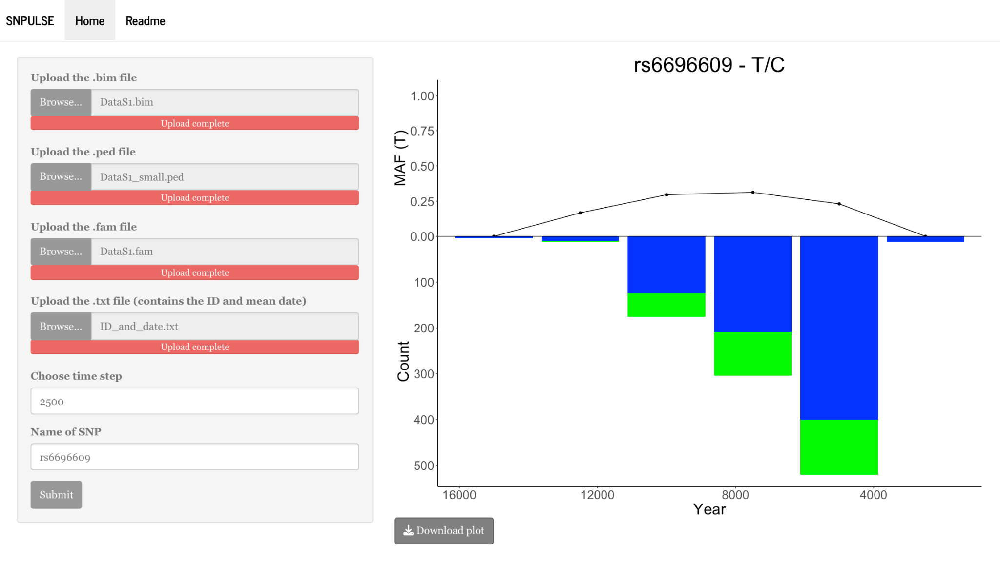 SNPULSE Home Readme
Upload the .bim file
Browse... DataS1.bim
Upload complete
Upload the .ped file
Browse... DataS1_small.ped
Upload complete
Upload the .fam file
Browse... DataS1.fam
Upload complete
Upload the .txt file (contains the ID and mean date)
Browse... ID_and_date.txt
Upload complete
Choose time step
2500
Name of SNP
rs6696609
Submit
rs6696609 - T/C
MAF (T)
1.00
0.75
0.50
0.25
0.00
Count
100
200
300
400
500
16000 12000 8000 4000
Year
Download plot